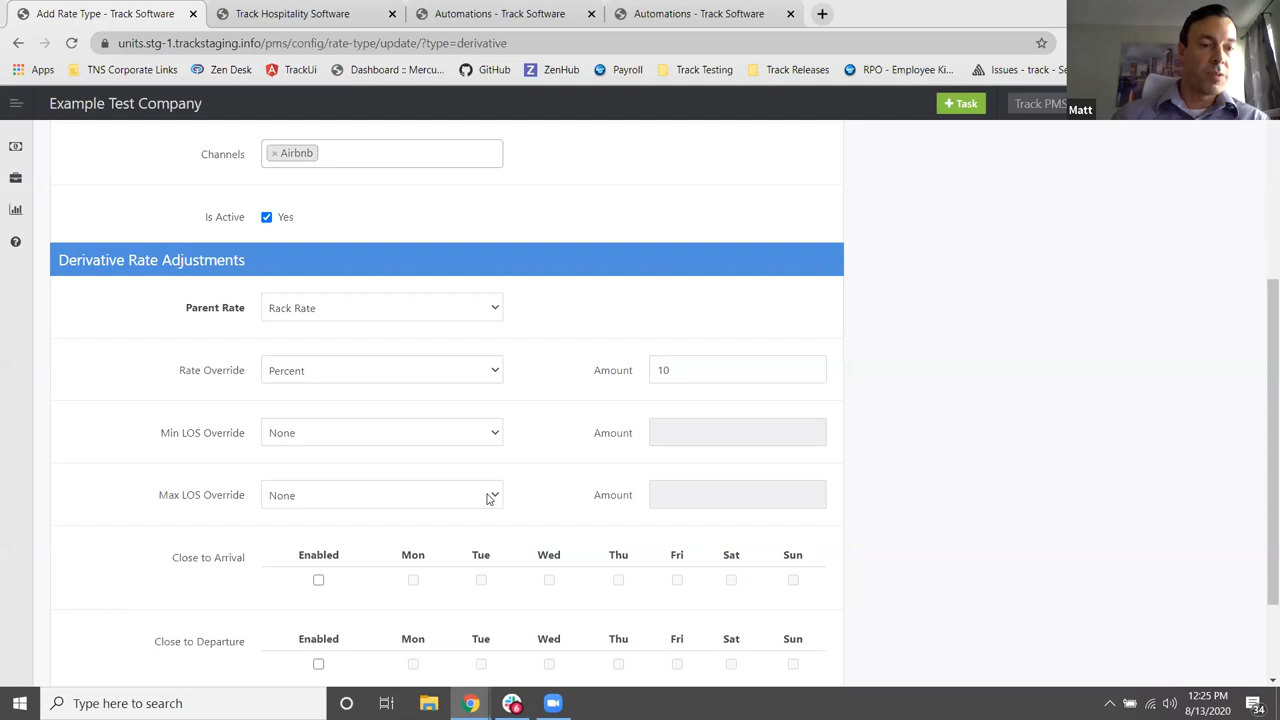 Add Rate Type - Track Softwar
Track Hospitality Software
Automations - Track Software
Automations - Track Software
units.stg-1.trackstaging.info/pms/config/rate-type/update/?type=derivative
Apps
TNS Corporate Links
Zen Desk
TrackUi
Dashboard :: Mercu...
GitHub
ZenHub
Payroll
Track Testing
Track Releases
RPO - Employee Ki...
Issues - track - Se
Example Test Company
+ Task
Track PMS
Matt
Channels
× Airbnb
Is Active
Yes
Derivative Rate Adjustments
Parent Rate
Rack Rate
Rate Override
Percent
Amount
10
Min LOS Override
None
Amount
Max LOS Override
None
Amount
Close to Arrival
Enabled Mon Tue Wed Thu Fri Sat Sun
Close to Departure
Enabled Mon Tue Wed Thu Fri Sat Sun
Type here to search
6
12:25 PM
8/13/2020
34